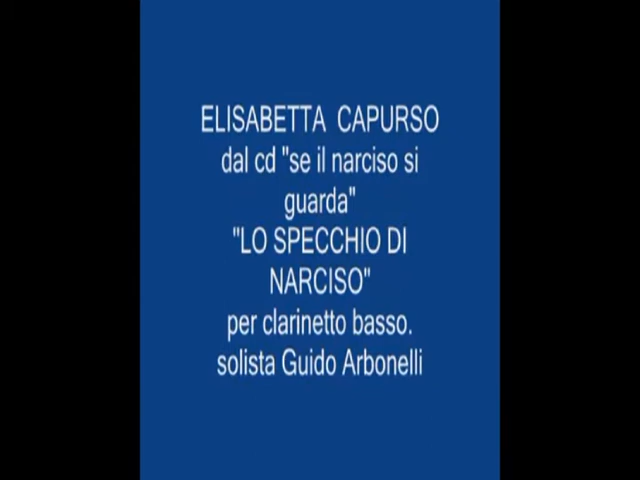 ELISABETTA CAPURSO
dal cd "se il narciso si
guarda"
"LO SPECCHIO DI
NARCISO"
per clarinetto basso.
solista Guido Arbonelli